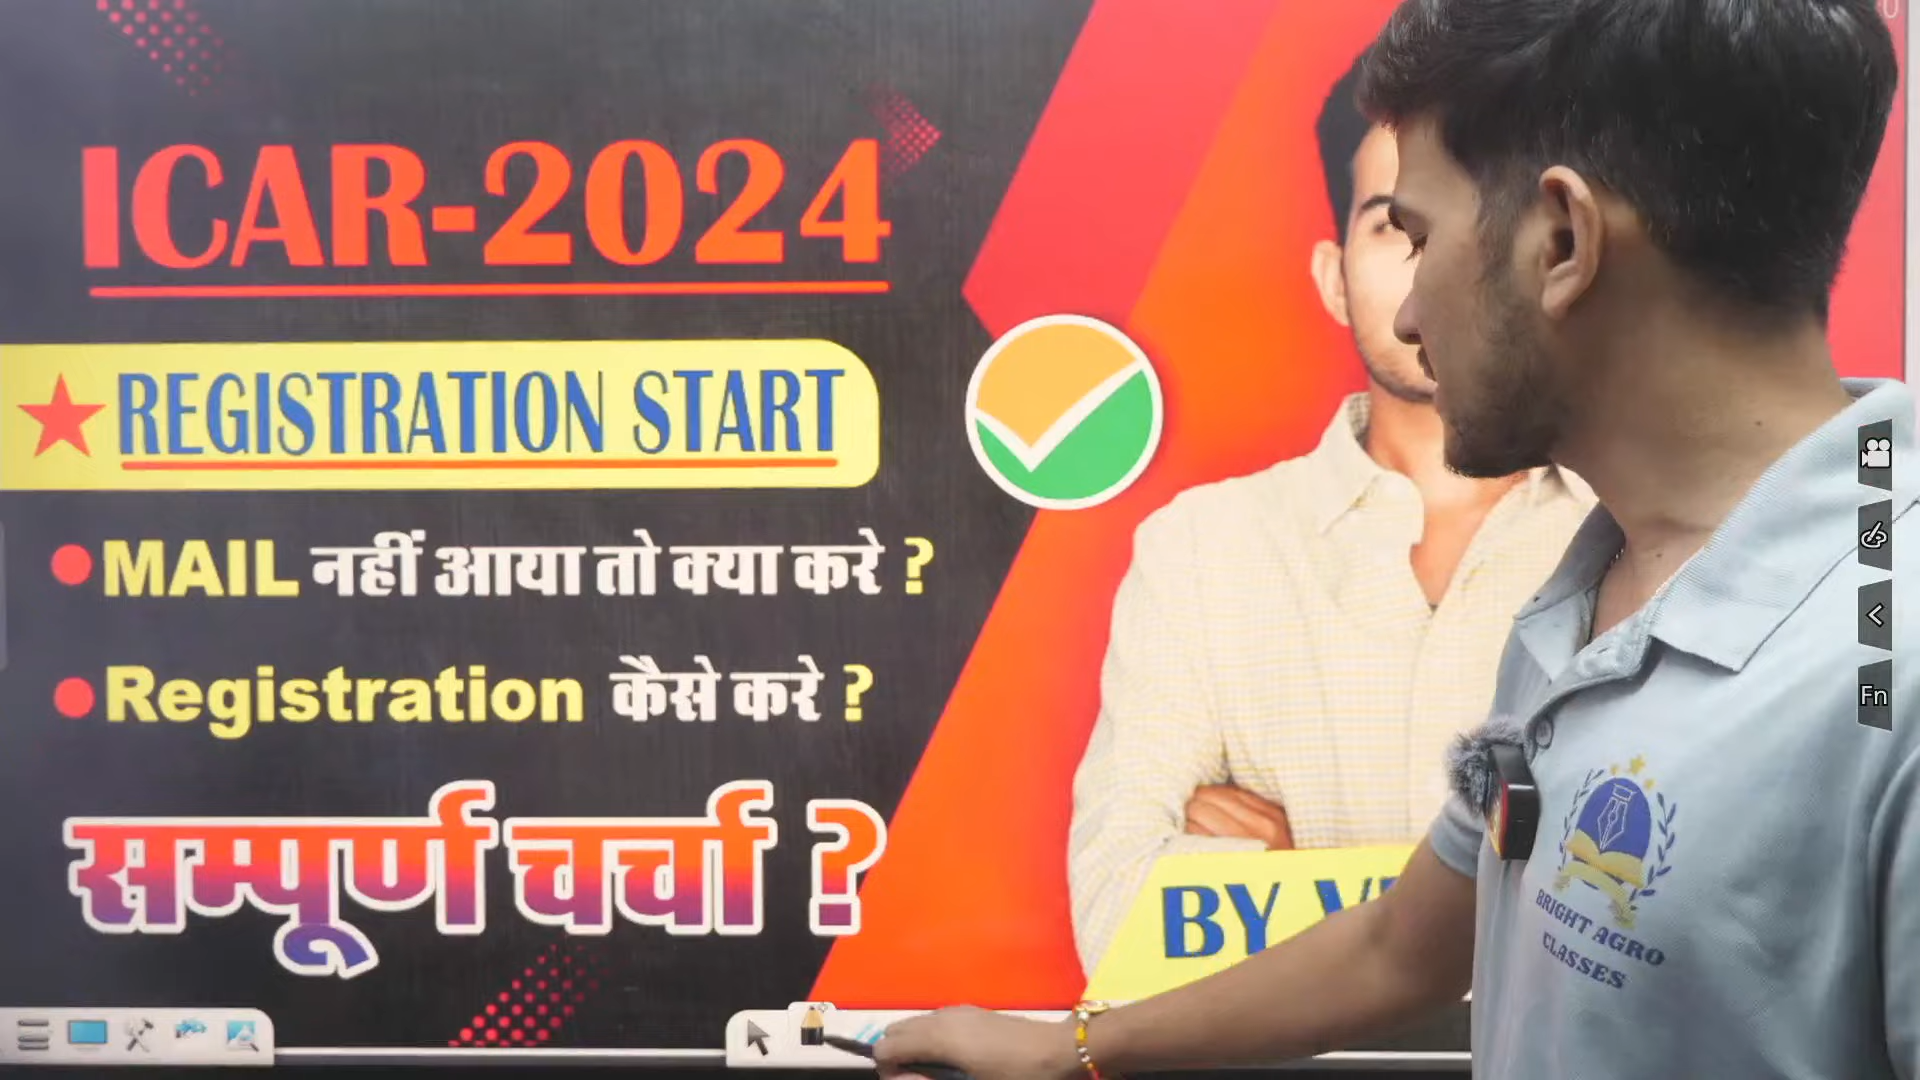 ICAR-2024
REGISTRATION START
MAIL नहीं आया तो क्या करे ?
Registration कैसे करे ?
सम्पूर्ण चर्चा ?
BY
BRIGHT AGRO
CLASSES
Fn